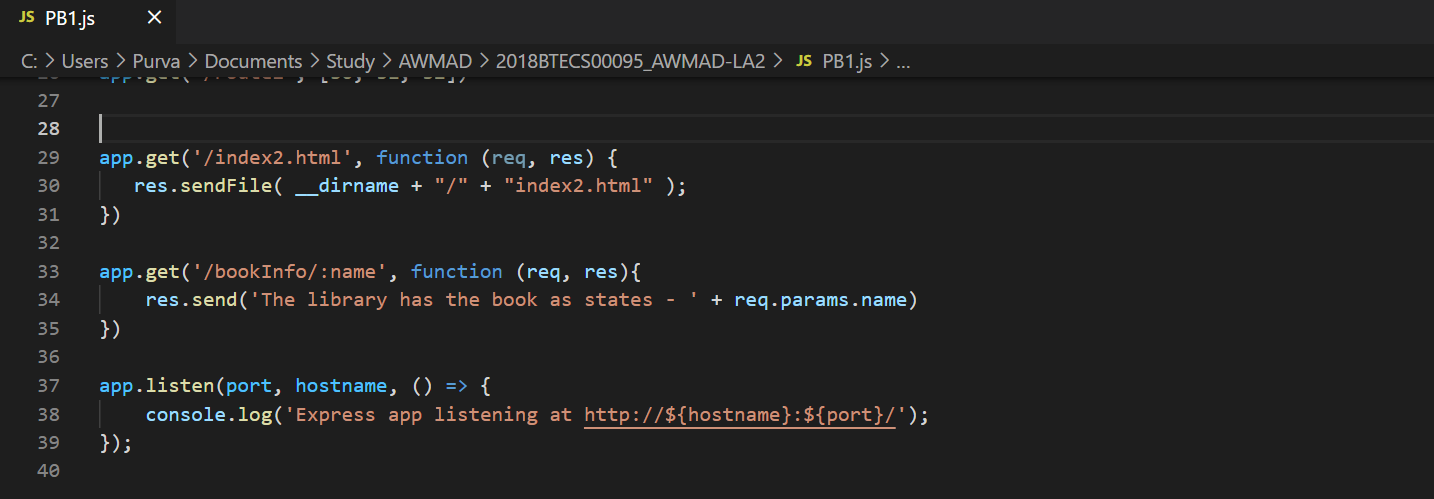 JS PB1.js ×
C: > Users > Purva > Documents > Study > AWMAD > 2018BTECS00095_AWMAD-LA2 > JS PB1.js > ...
27
28
29 app.get('/index2.html', function (req, res) {
30 res.sendFile( __dirname + "/" + "index2.html" );
31 })
32
33 app.get('/bookInfo/:name', function (req, res){
34 res.send('The library has the book as states - ' + req.params.name)
35 })
36
37 app.listen(port, hostname, () => {
38 console.log('Express app listening at http://${hostname}:${port}/');
39 });
40